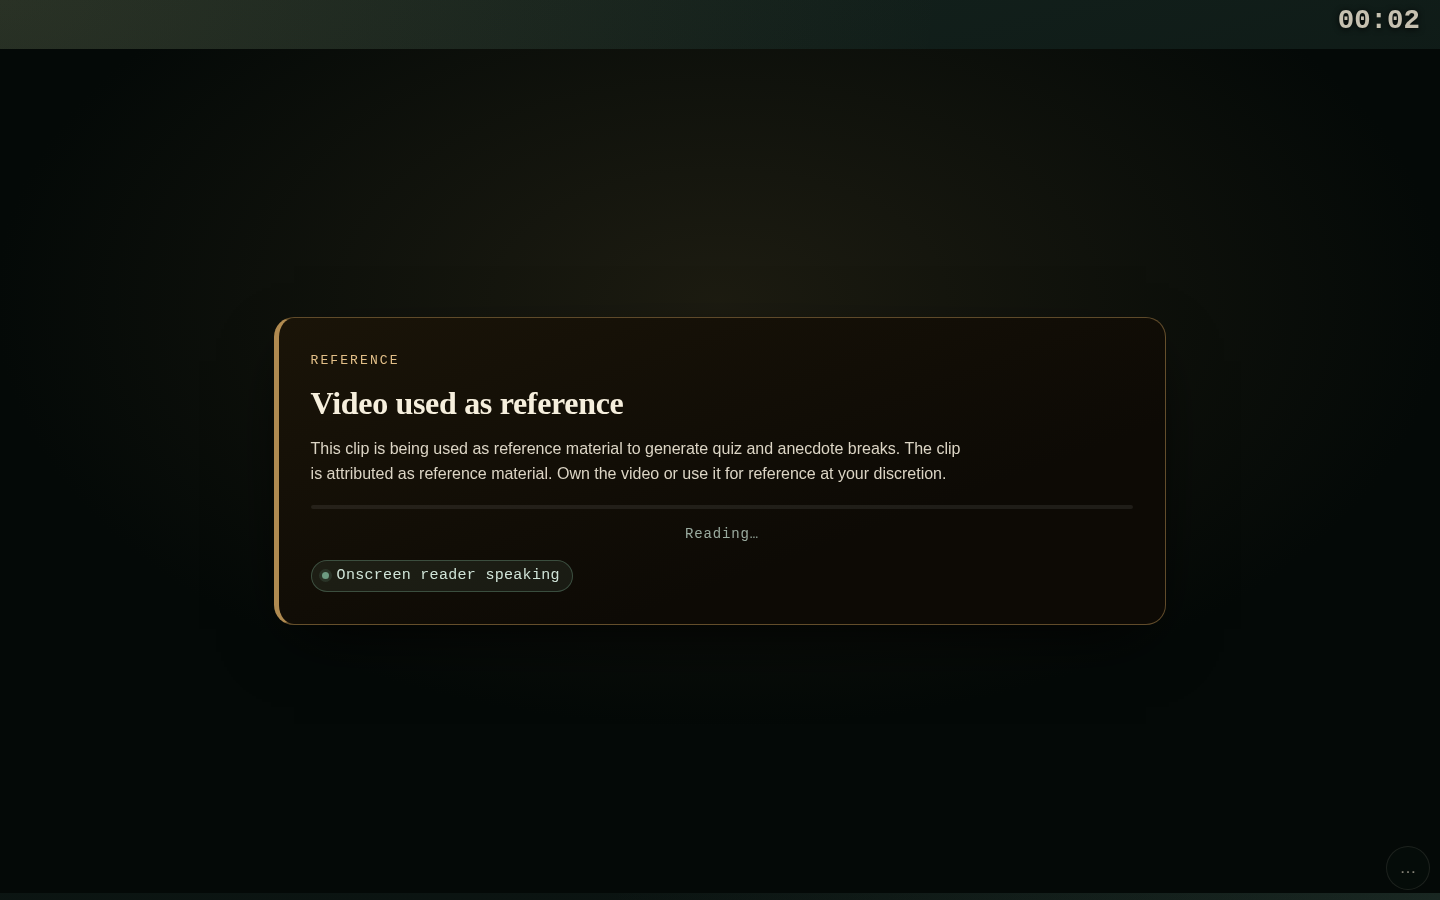 00:02
REFERENCE
Video used as reference
This clip is being used as reference material to generate quiz and anecdote breaks. The clip
is attributed as reference material. Own the video or use it for reference at your discretion.
Reading…
Onscreen reader speaking
…